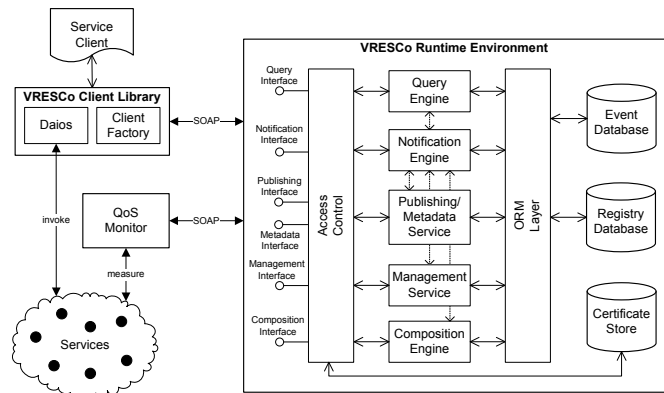 Service
Client
VRESCo Client Library
Daios
Client
Factory
SOAP
invoke
QoS
Monitor
SOAP
measure
Services
VRESCo Runtime Environment
Query
Interface
Notification
Interface
Publishing
Interface
Metadata
Interface
Management
Interface
Composition
Interface
Access
Control
Query
Engine
Notification
Engine
Publishing/
Metadata
Service
Management
Service
Composition
Engine
ORM
Layer
Event
Database
Registry
Database
Certificate
Store